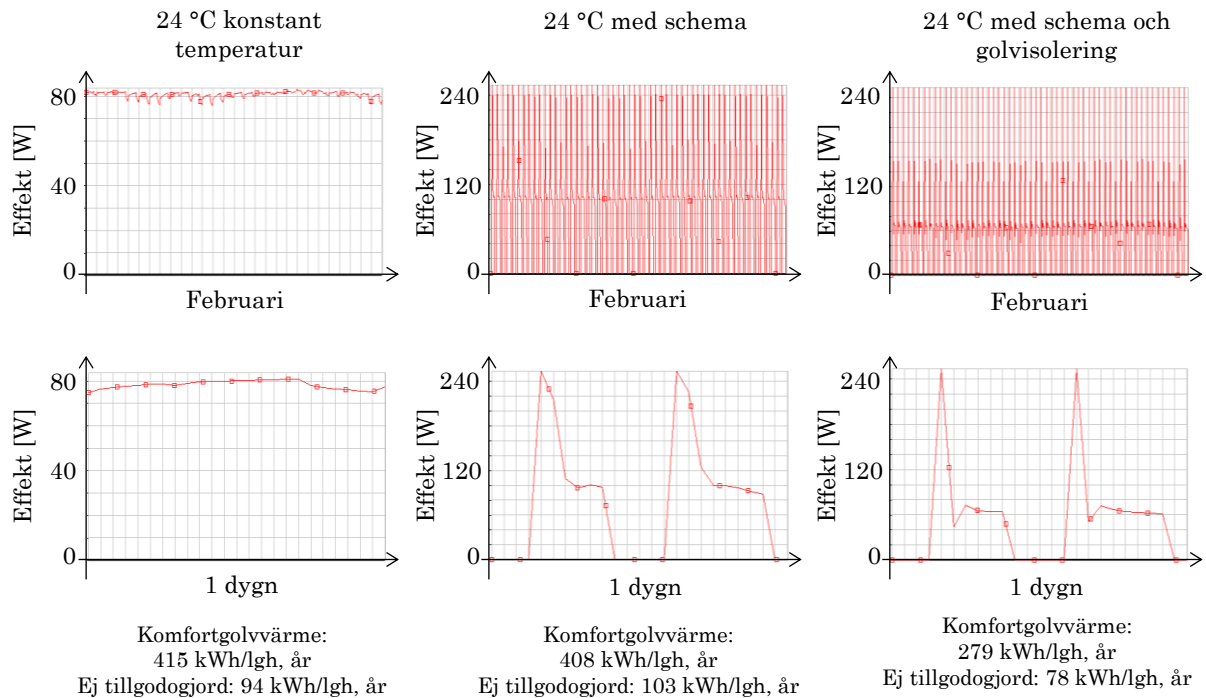 24 °C konstant
temperatur
24 °C med schema
24 °C med schema och
golvisolering
Effekt [W]
80
40
0
Februari
Effekt [W]
240
120
0
Februari
Effekt [W]
240
120
0
Februari
Effekt [W]
80
40
0
1 dygn
Effekt [W]
240
120
0
1 dygn
Effekt [W]
240
120
0
1 dygn
Komfortgolvvärme:
415 kWh/lgh, år
Ej tillgodogjord: 94 kWh/lgh, år
Komfortgolvvärme:
408 kWh/lgh, år
Ej tillgodogjord: 103 kWh/lgh, år
Komfortgolvvärme:
279 kWh/lgh, år
Ej tillgodogjord: 78 kWh/lgh, år